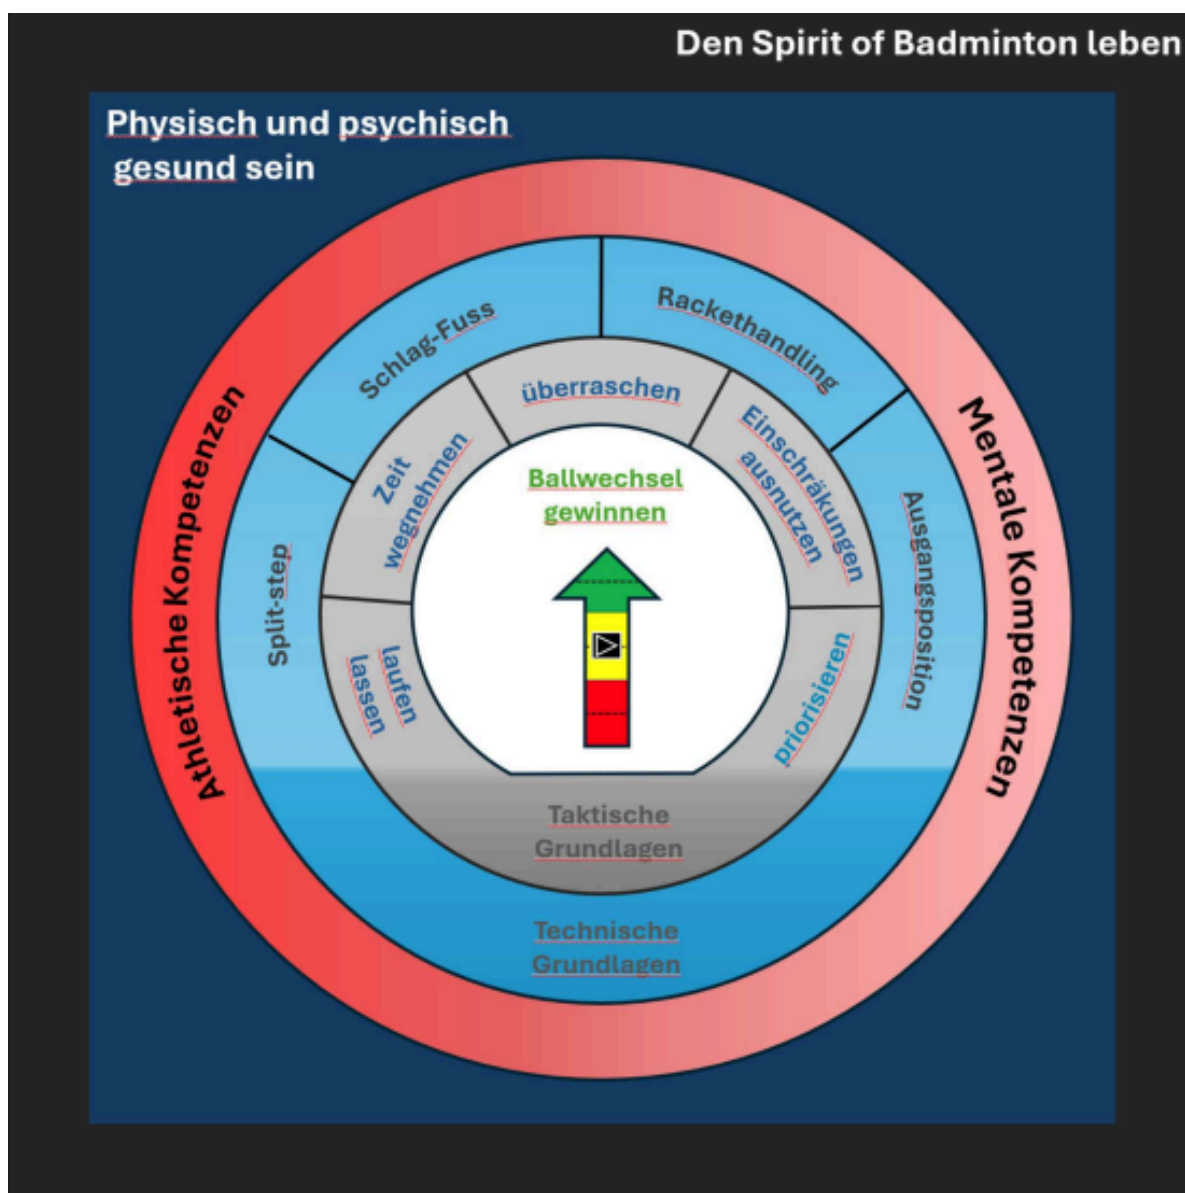 Den Spirit of Badminton leben
Physisch und psychisch
gesund sein
Athletische Kompetenzen
Mentale Kompetenzen
Schlag-Fuss
Rackethandling
Split-step
Ausgangsposition
überraschen
Zeit
wegnehmen
Einschräkungen
ausnutzen
laufen
lassen
priorisieren
Ballwechsel
gewinnen
Taktische
Grundlagen
Technische
Grundlagen